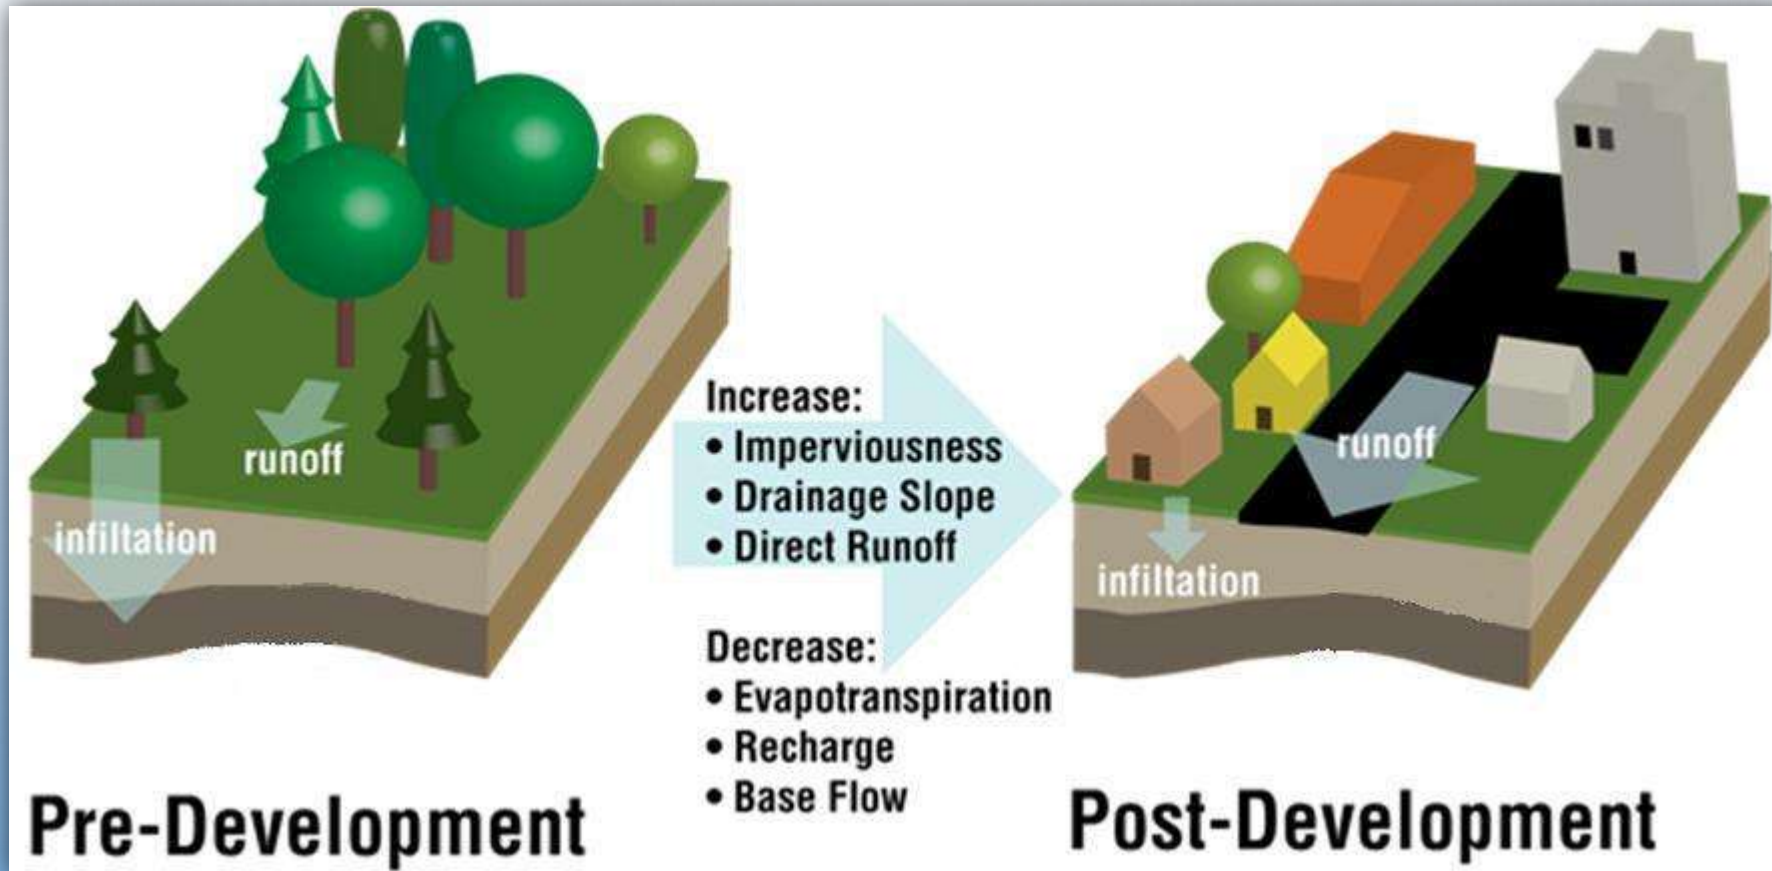 runoff
infiltation
Pre-Development
Increase:
• Imperviousness
• Drainage Slope
• Direct Runoff
Decrease:
• Evapotranspiration
• Recharge
• Base Flow
runoff
infiltation
Post-Development